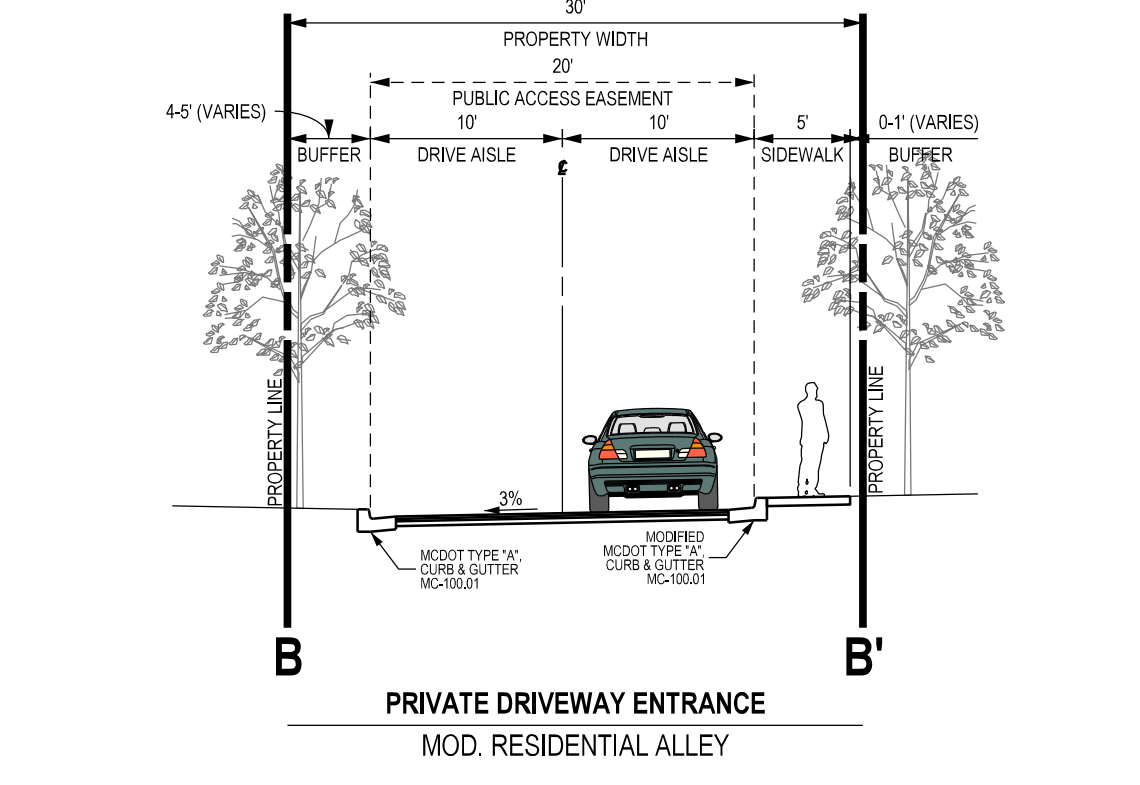 30'
PROPERTY WIDTH
20'
PUBLIC ACCESS EASEMENT
4-5' (VARIES)
10'
10'
5'
0-1' (VARIES)
BUFFER
DRIVE AISLE
DRIVE AISLE
SIDEWALK
BUFFER
PROPERTY LINE
PROPERTY LINE
3%
MCDOT TYPE "A",
CURB & GUTTER
MC-100.01
MODIFIED
MCDOT TYPE "A",
CURB & GUTTER
MC-100.01
B
B'
PRIVATE DRIVEWAY ENTRANCE
MOD. RESIDENTIAL ALLEY